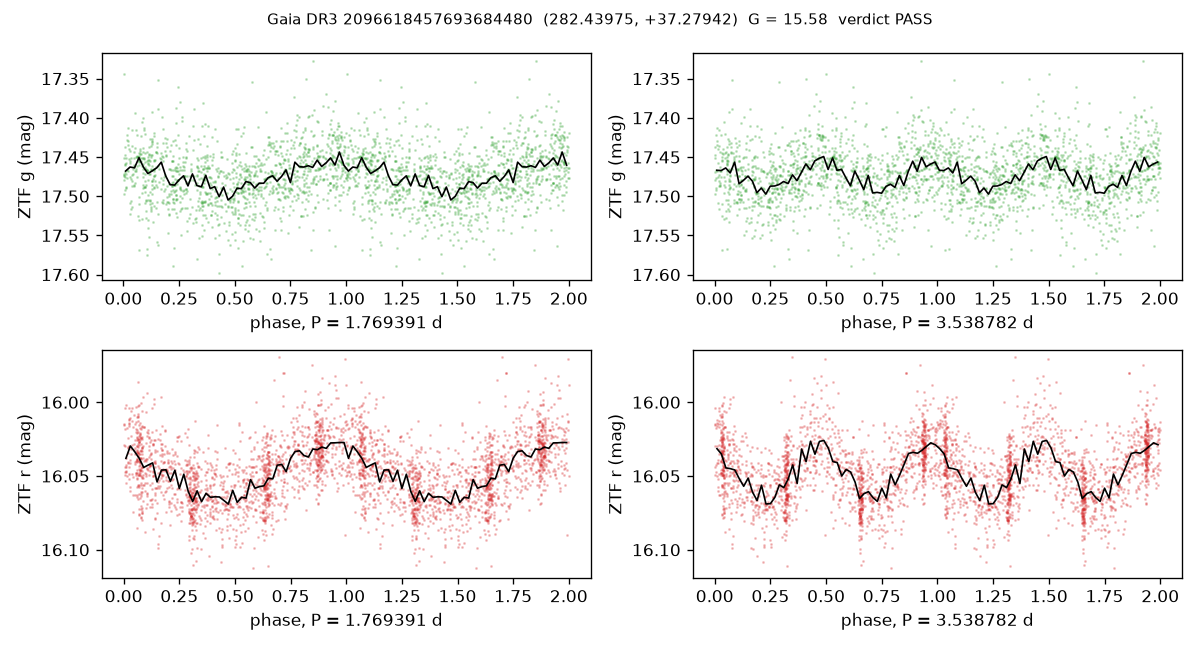 Gaia DR3 2096618457693684480  (282.43975, +37.27942)  G = 15.58  verdict PASS
ZTF g (mag)
17.35
17.40
17.45
17.50
17.55
17.60
0.00 0.25 0.50 0.75 1.00 1.25 1.50 1.75 2.00
phase, P = 1.769391 d
ZTF g (mag)
17.35
17.40
17.45
17.50
17.55
17.60
0.00 0.25 0.50 0.75 1.00 1.25 1.50 1.75 2.00
phase, P = 3.538782 d
ZTF r (mag)
16.00
16.05
16.10
0.00 0.25 0.50 0.75 1.00 1.25 1.50 1.75 2.00
phase, P = 1.769391 d
ZTF r (mag)
16.00
16.05
16.10
0.00 0.25 0.50 0.75 1.00 1.25 1.50 1.75 2.00
phase, P = 3.538782 d